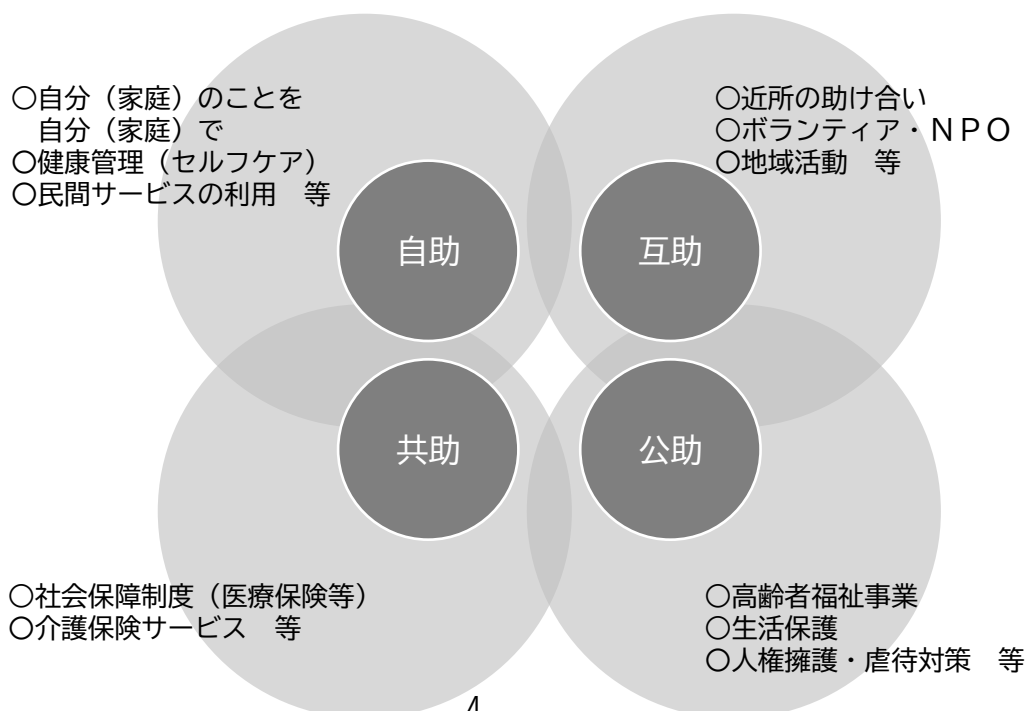 ○自分（家庭）のことを
自分（家庭）で
○健康管理（セルフケア）
○民間サービスの利用　等
○近所の助け合い
○ボランティア・ＮＰＯ
○地域活動　等
自助
互助
共助
公助
○社会保障制度（医療保険等）
○介護保険サービス　等
○高齢者福祉事業
○生活保護
○人権擁護・虐待対策　等
4